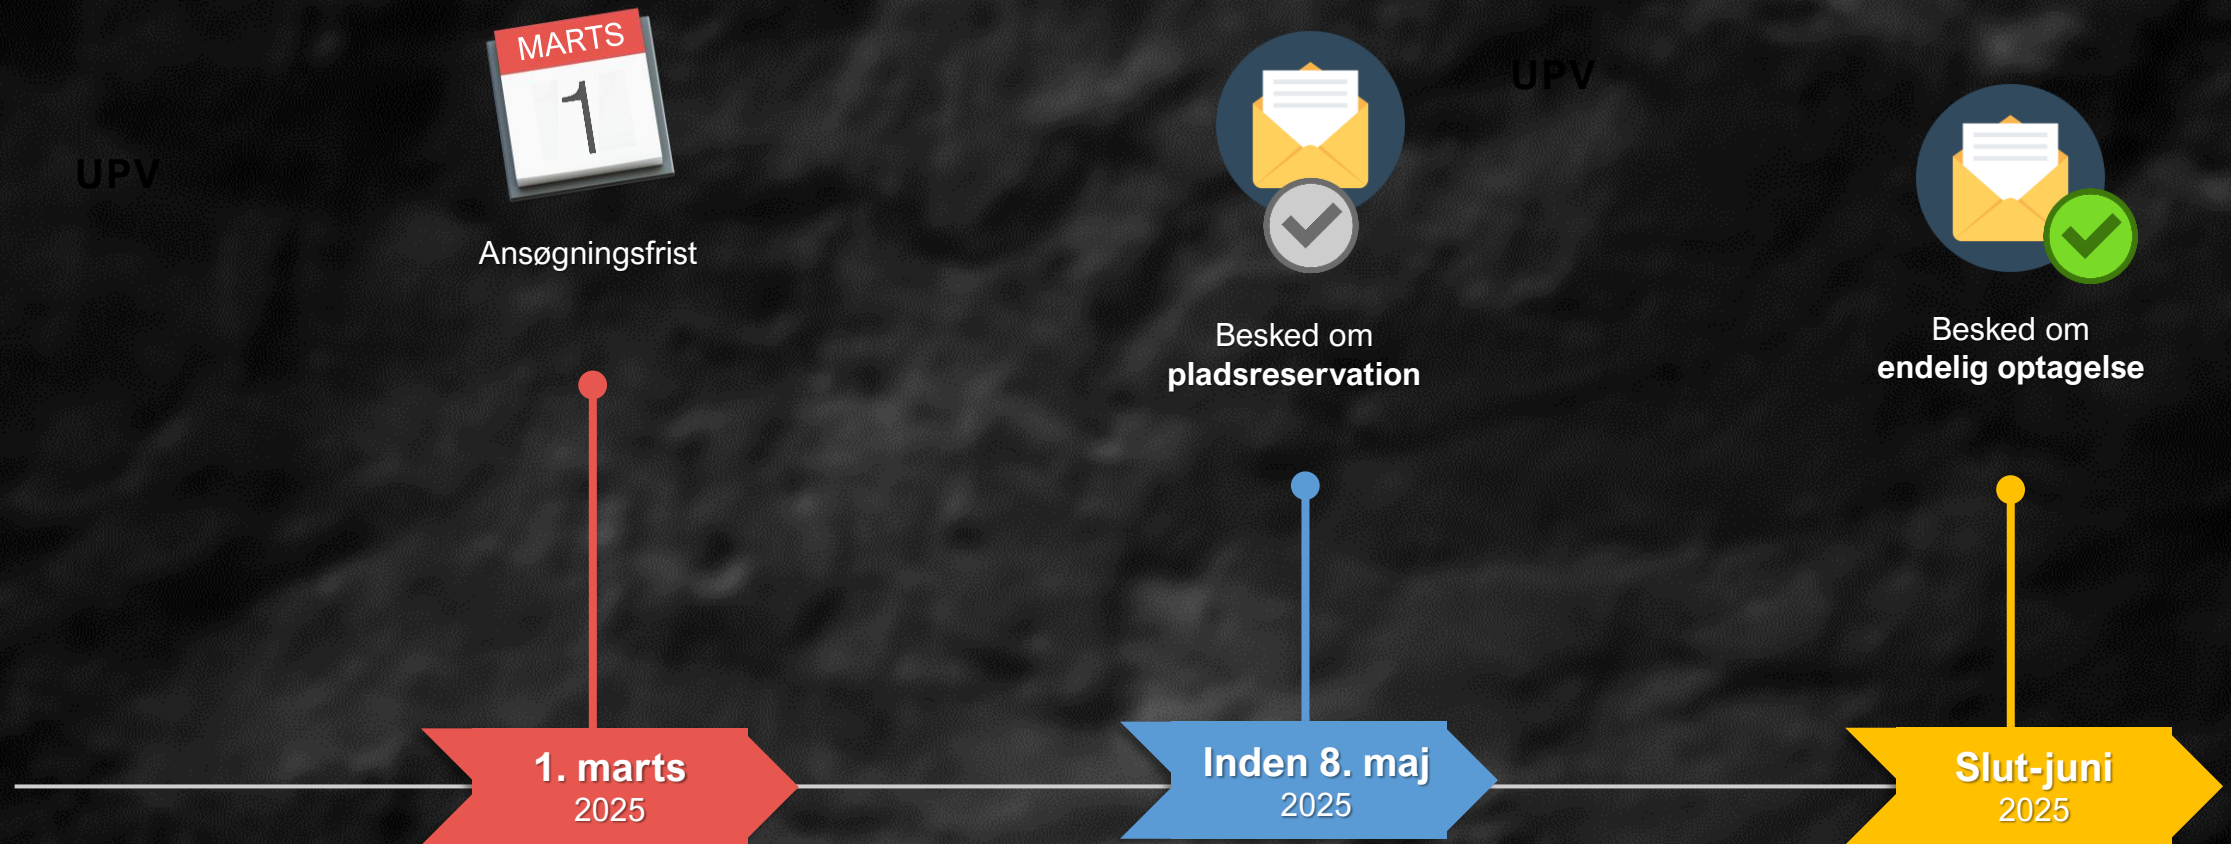 UPV
MARTS
1
Ansøgningsfrist
1. marts
2025
UPV
Besked om
pladsreservation
Inden 8. maj
2025
Besked om
endelig optagelse
Slut-juni
2025